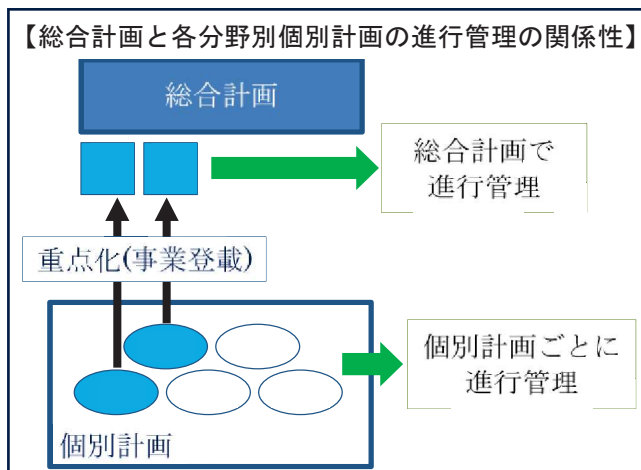 【総合計画と各分野別個別計画の進行管理の関係性】
総合計画
総合計画で
進行管理
重点化(事業登載)
個別計画ごとに
進行管理
個別計画